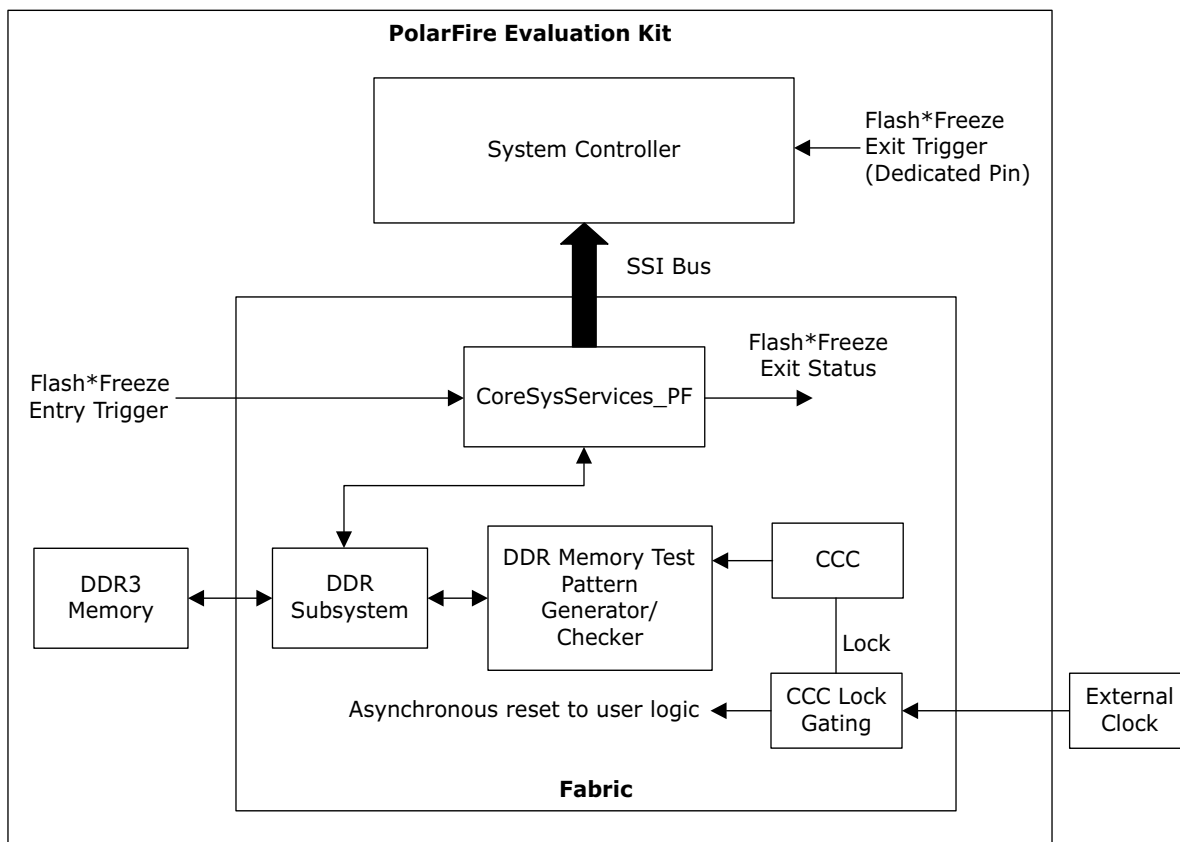 PolarFire Evaluation Kit
System Controller
Flash*Freeze
Exit Trigger
(Dedicated Pin)
SSI Bus
Flash*Freeze
Entry Trigger
CoreSysServices_PF
Flash*Freeze
Exit Status
DDR3
Memory
DDR
Subsystem
DDR Memory Test
Pattern
Generator/
Checker
CCC
Lock
Asynchronous reset to user logic
CCC Lock
Gating
External
Clock
Fabric